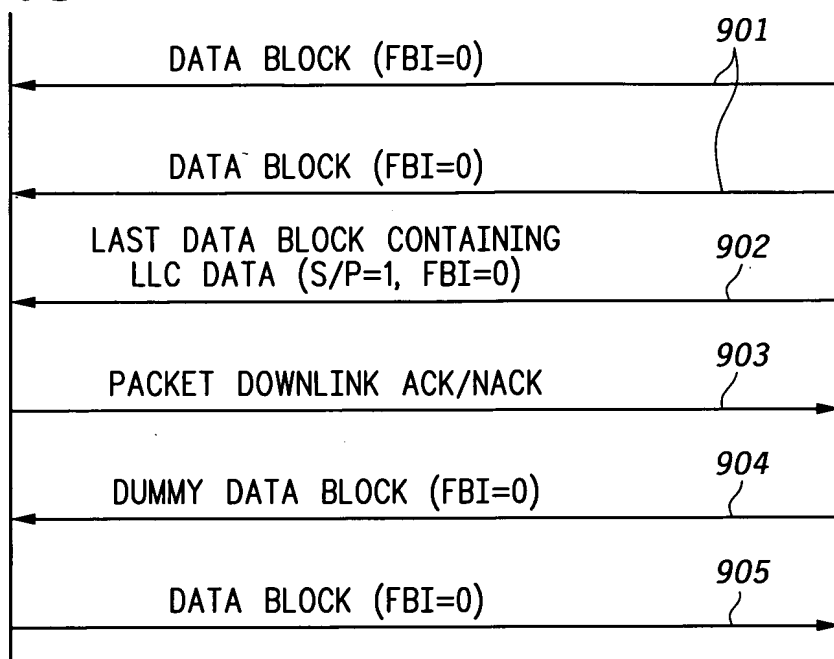 901
DATA BLOCK (FBI=0)
DATA BLOCK (FBI=0)
LAST DATA BLOCK CONTAINING
LLC DATA (S/P=1, FBI=0)
902
903
PACKET DOWNLINK ACK/NACK
904
DUMMY DATA BLOCK (FBI=0)
905
DATA BLOCK (FBI=0)